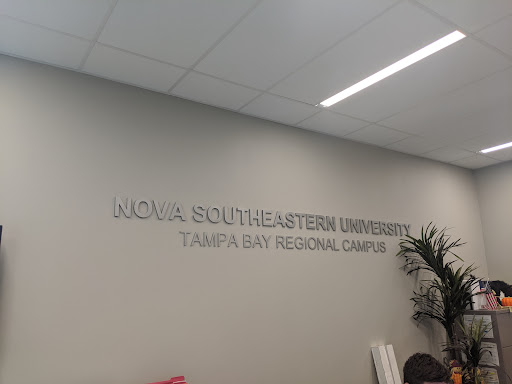 NOVA SOUTHEASTERN UNIVERSITY
TAMPA BAY REGIONAL CAMPUS